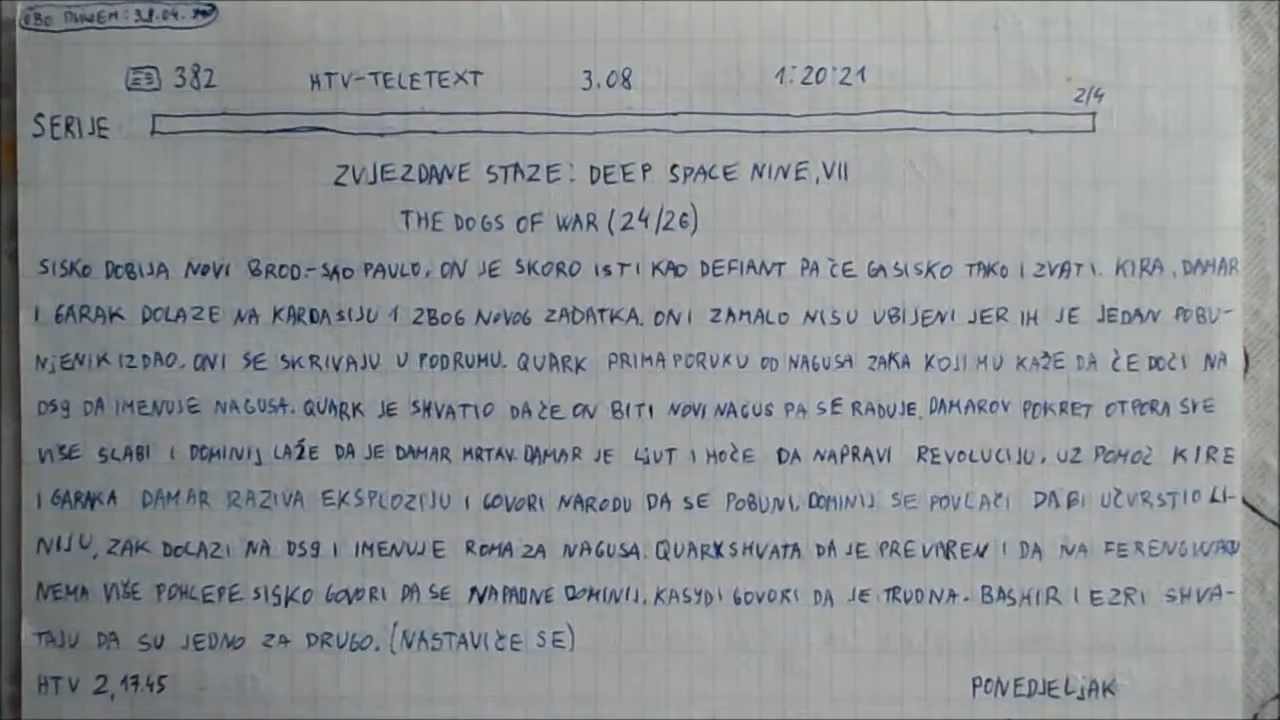 ОВО ПИШЕМ:
382 HTV-TELETEXT 3.08 1:20:21
2/4
SERIJE
ZVJEZDANE STAZE: DEEP SPACE NINE, VII
THE DOGS OF WAR (24/26)
SISKO DOBIJA NOVI BROD-SAO PAULO. ON JE SKORO ISTI KAO DEFIANT PA ČE GA SISKO TAKO I ZVATI. KIRA, DAMAR
I GARAK DOLAZE NA KARDASIJU 1 ZBOG NOVOG ZADATKA. ONI ZAMALO NISU UBIJENI JER IH JE JEDAN POBU-
NJENIK IZDAO. ONI SE SKRIVAJU U PODRUMU. QUARK PRIMA PORUKU OD NAGUSA ZAKA KOJI MU KAŽE DA ČE DOČI NA
DS9 DA IMENUJE NAGUSA. QUARK JE SHVATIO DA ČE ON BITI NOVI NAGUS PA SE RADUJE. DAMAROV POKRET OTPORA SVE
VIŠE SLABI I DOMINIJ LAŽE DA JE DAMAR MRTAV. DAMAR JE LJUT I HOČE DA NAPRAVI REVOLUCIJU. UZ POMOČ KIRE
I GARAKA DAMAR IZAZIVA EKSPLOZIJU I GOVORI NARODU DA SE POBUNI. DOMINIJ SE POVLAČI DA BI UČVRSTIO LI-
NIJU, ZAK DOLAZI NA DS9 I IMENUJE ROMA ZA NAGUSA. QUARK SHVATA DA JE PREVAREN I DA NA
NEMA VIŠE POHLEPE. SISKO GOVORI DA SE NAPADNE DOMINIJ. KASYDI GOVORI DA JE TRUDNA. BASHIR I EZRI SHVA-
TAJU DA SU JEDNO ZA DRUGO. (NASTAVIČE SE)
HTV 2, 17.45 PONEDJELJAK